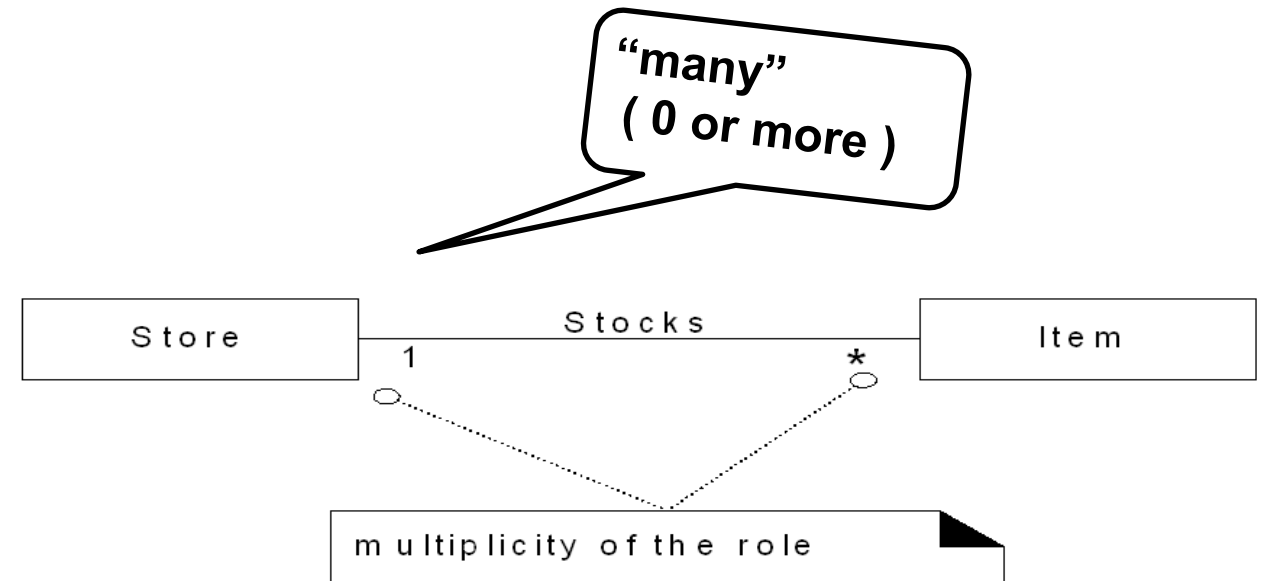 “many”
( 0 or more )
Stocks
Store
Item
1
*
multiplicity of the role